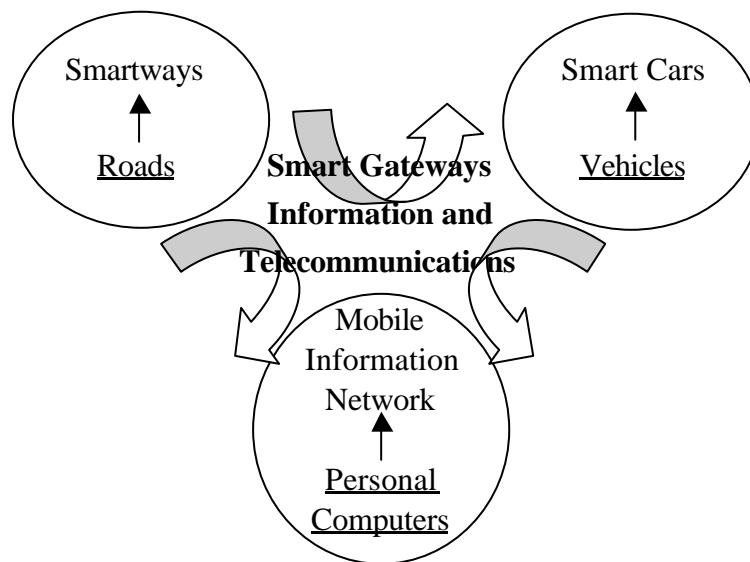 Smartways
Roads
Smart Cars
Vehicles
Smart Gateways
Information and
Telecommunications
Mobile
Information
Network
Personal
Computers